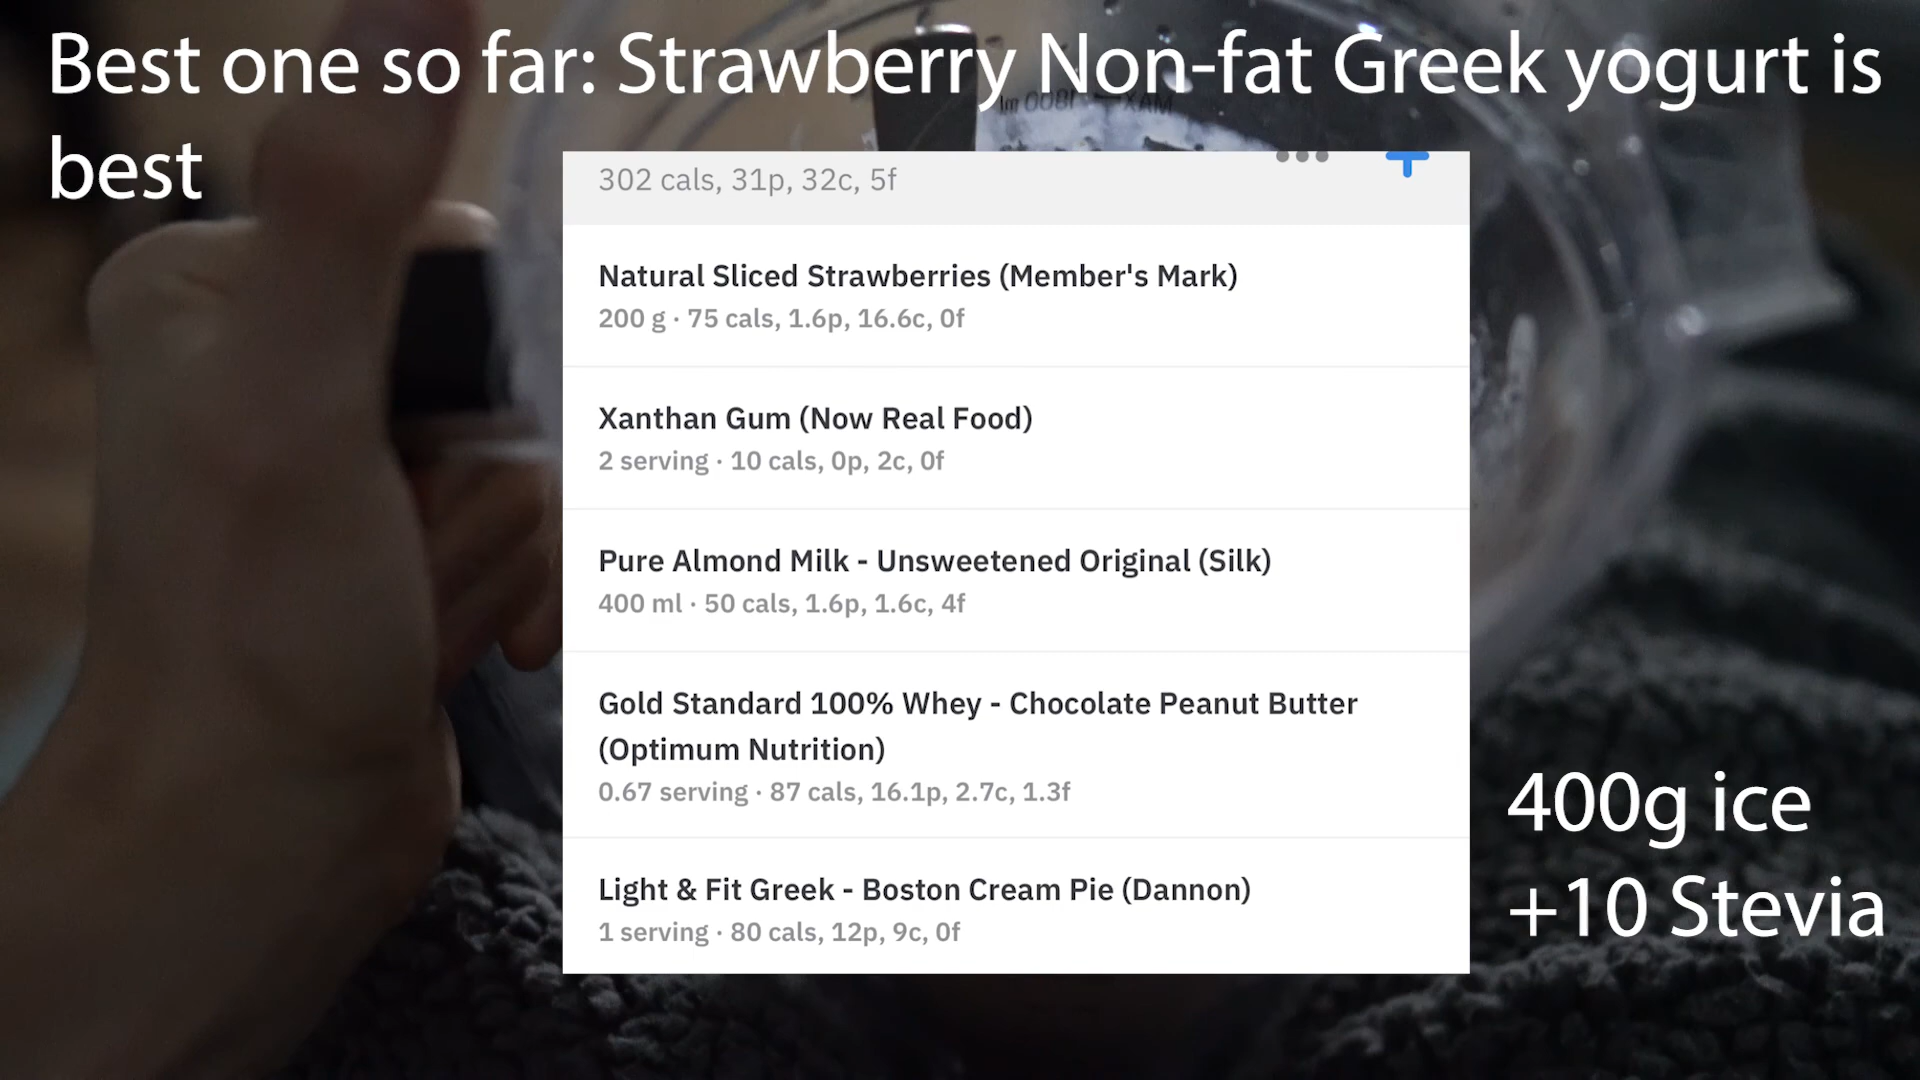 Best one so far: Strawberry Non-fat Greek yogurt is
best
302 cals, 31p, 32c, 5f
Natural Sliced Strawberries (Member's Mark)
200 g · 75 cals, 1.6p, 16.6c, 0f
Xanthan Gum (Now Real Food)
2 serving · 10 cals, 0p, 2c, 0f
Pure Almond Milk - Unsweetened Original (Silk)
400 ml · 50 cals, 1.6p, 1.6c, 4f
Gold Standard 100% Whey - Chocolate Peanut Butter
(Optimum Nutrition)
0.67 serving · 87 cals, 16.1p, 2.7c, 1.3f
Light & Fit Greek - Boston Cream Pie (Dannon)
1 serving · 80 cals, 12p, 9c, 0f
400g ice
+10 Stevia
MAX 1800 ml